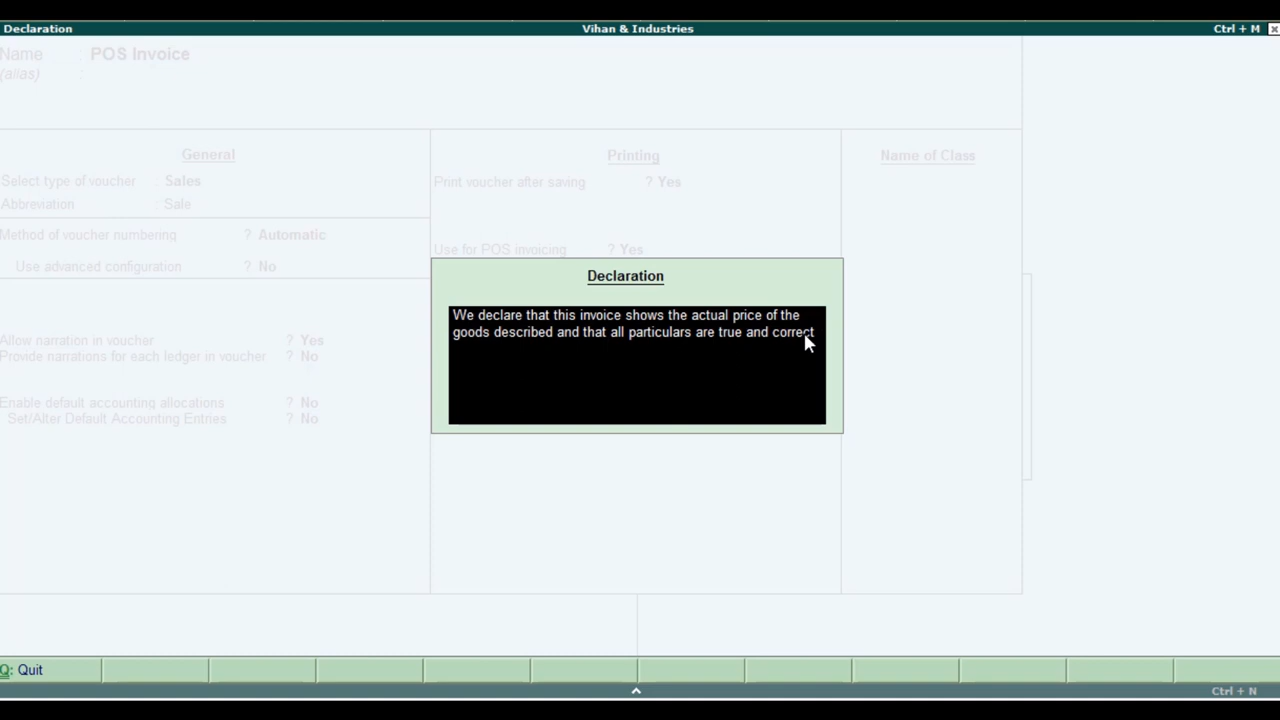 Declaration Vihan & Industries Ctrl + M
Name : POS Invoice
(alias) :
General Printing Name of Class
Select type of voucher : Sales Print voucher after saving ? Yes
Abbreviation : Sale
Method of voucher numbering ? Automatic Use for POS invoicing ? Yes
Use advanced configuration ? No
Declaration
We declare that this invoice shows the actual price of the
goods described and that all particulars are true and correct
Allow narration in voucher ? Yes
Provide narrations for each ledger in voucher ? No
Enable default accounting allocations ? No
Set/Alter Default Accounting Entries ? No
Q: Quit
Ctrl + N